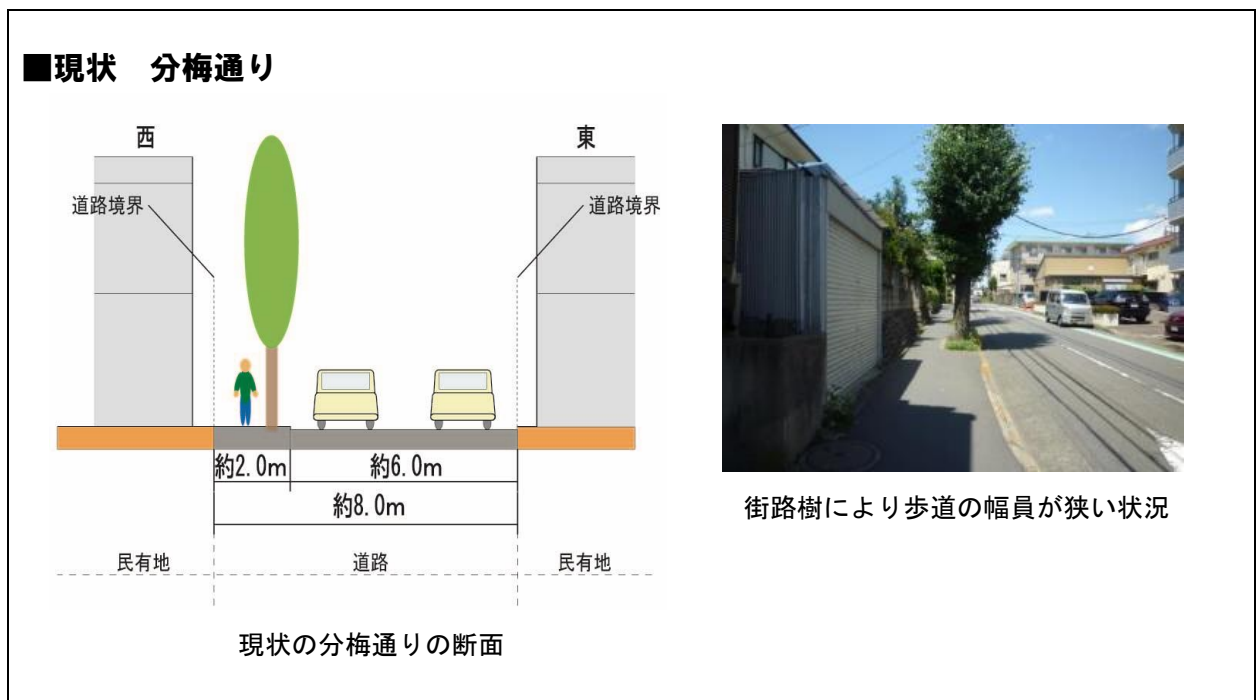 ■現状　分梅通り
西
東
道路境界
道路境界
約2.0m
約6.0m
約8.0m
民有地
道路
民有地
現状の分梅通りの断面
街路樹により歩道の幅員が狭い状況